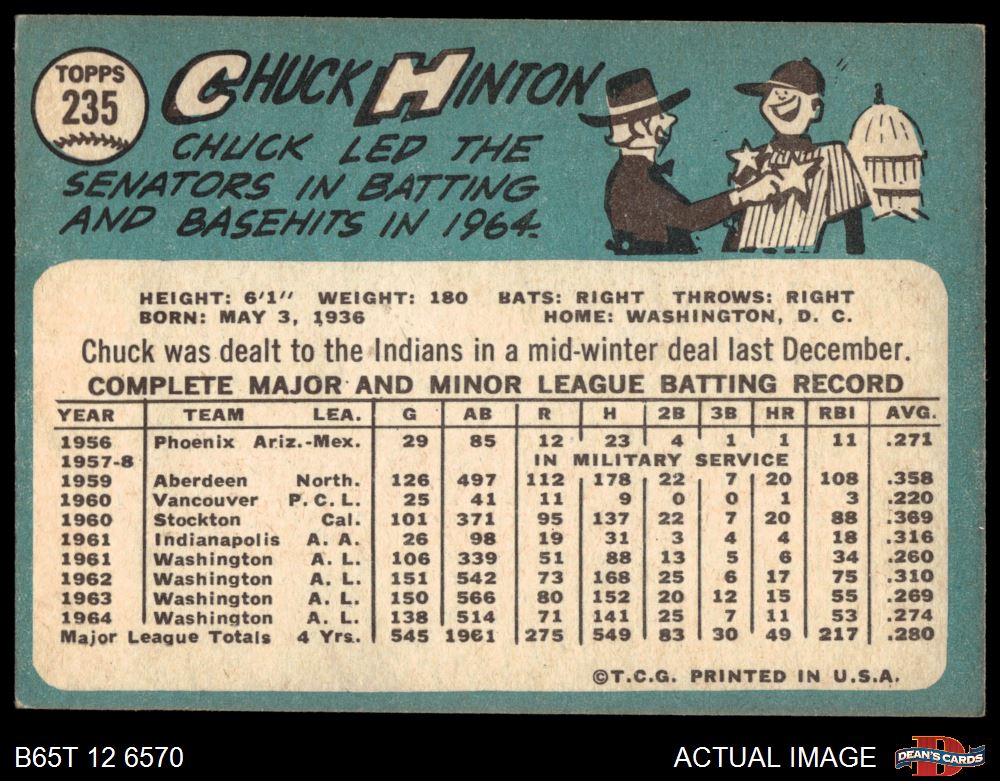 TOPPS
235
CHUCK HINTON
CHUCK LED THE
SENATORS IN BATTING
AND BASEHITS IN 1964.
HEIGHT: 6'1" WEIGHT: 180 BATS: RIGHT THROWS: RIGHT
BORN: MAY 3, 1936 HOME: WASHINGTON, D. C.
Chuck was dealt to the Indians in a mid-winter deal last December.
COMPLETE MAJOR AND MINOR LEAGUE BATTING RECORD
YEAR TEAM LEA. G AB R H 2B 3B HR RBI AVG.
1956 Phoenix Ariz.-Mex. 29 85 12 23 4 1 1 11 .271
1957-8 IN MILITARY SERVICE
1959 Aberdeen North. 126 497 112 178 22 7 20 108 .358
1960 Vancouver P.C.L. 25 41 11 9 0 0 1 3 .220
1960 Stockton Cal. 101 371 95 137 22 7 20 88 .369
1961 Indianapolis A. A. 26 98 19 31 3 4 4 18 .316
1961 Washington A. L. 106 339 51 88 13 5 6 34 .260
1962 Washington A. L. 151 542 73 168 25 6 17 75 .310
1963 Washington A. L. 150 566 80 152 20 12 15 55 .269
1964 Washington A. L. 138 514 71 141 25 7 11 53 .274
Major League Totals 4 Yrs. 545 1961 275 549 83 30 49 217 .280
©T.C.G. PRINTED IN U.S.A.
B65T 12 6570 ACTUAL IMAGE DEAN'S CARDS